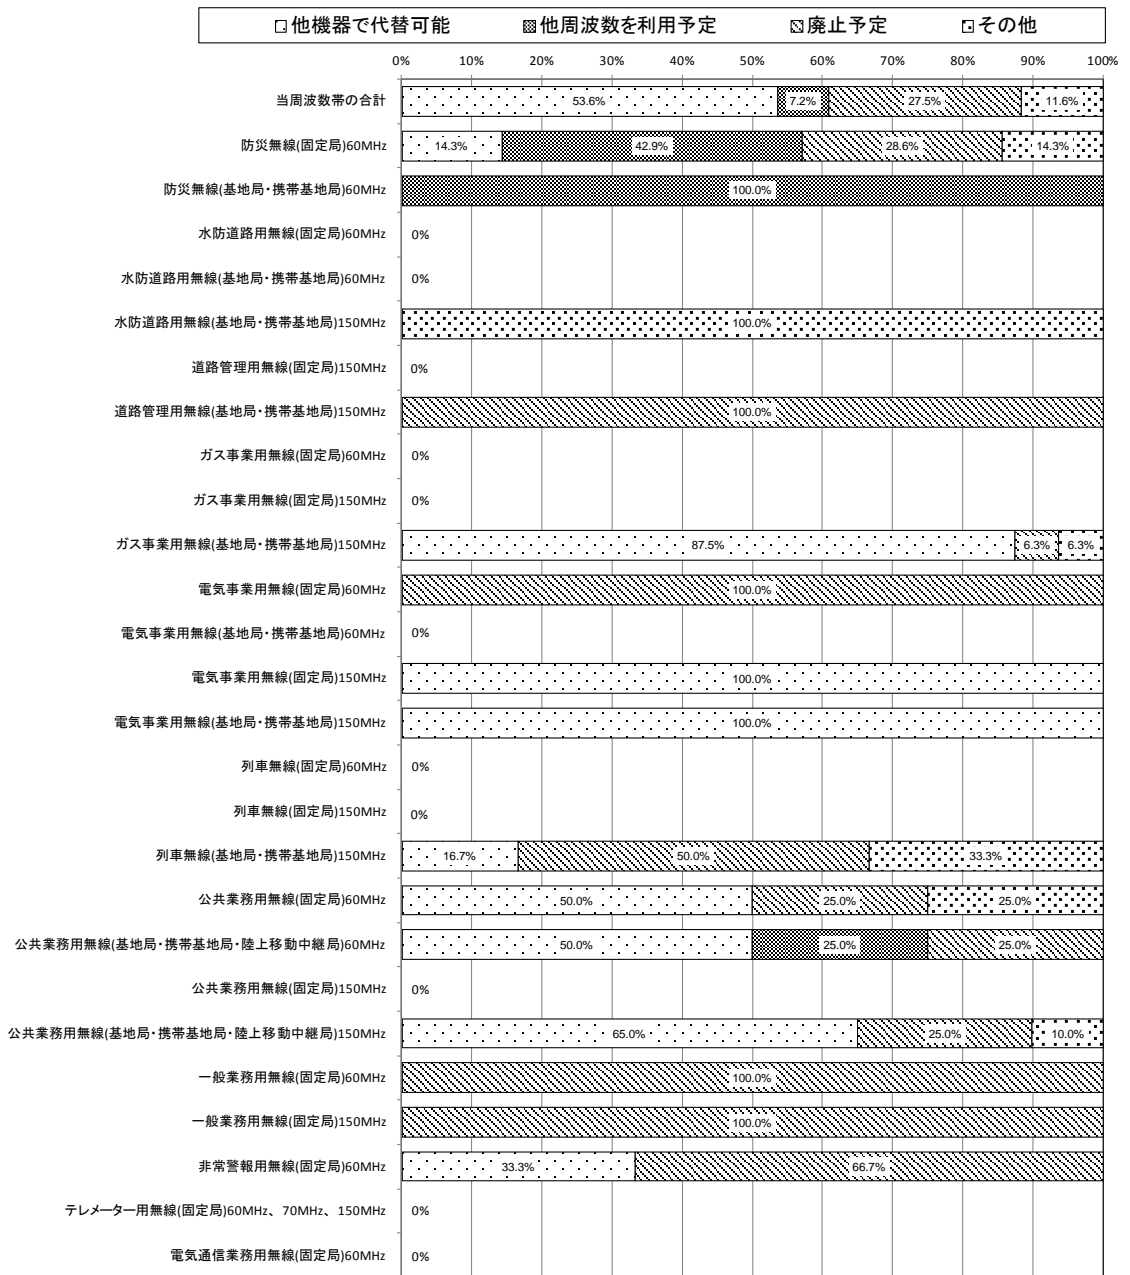 他機器で代替可能 他周波数を利用予定 廃止予定 その他
0% 10% 20% 30% 40% 50% 60% 70% 80% 90% 100%
当周波数帯の合計 53.6% 7.2% 27.5% 11.6%
防災無線(固定局)60MHz 14.3% 42.9% 28.6% 14.3%
防災無線(基地局・携帯基地局)60MHz 100.0%
水防道路用無線(固定局)60MHz 0%
水防道路用無線(基地局・携帯基地局)60MHz 0%
水防道路用無線(基地局・携帯基地局)150MHz 100.0%
道路管理用無線(固定局)150MHz 0%
道路管理用無線(基地局・携帯基地局)150MHz 100.0%
ガス事業用無線(固定局)60MHz 0%
ガス事業用無線(固定局)150MHz 0%
ガス事業用無線(基地局・携帯基地局)150MHz 87.5% 6.3% 6.3%
電気事業用無線(固定局)60MHz 100.0%
電気事業用無線(基地局・携帯基地局)60MHz 0%
電気事業用無線(固定局)150MHz 100.0%
電気事業用無線(基地局・携帯基地局)150MHz 100.0%
列車無線(固定局)60MHz 0%
列車無線(固定局)150MHz 0%
列車無線(基地局・携帯基地局)150MHz 16.7% 50.0% 33.3%
公共業務用無線(固定局)60MHz 50.0% 25.0% 25.0%
公共業務用無線(基地局・携帯基地局・陸上移動中継局)60MHz 50.0% 25.0% 25.0%
公共業務用無線(固定局)150MHz 0%
公共業務用無線(基地局・携帯基地局・陸上移動中継局)150MHz 65.0% 25.0% 10.0%
一般業務用無線(固定局)60MHz 100.0%
一般業務用無線(固定局)150MHz 100.0%
非常警報用無線(固定局)60MHz 33.3% 66.7%
テレメーター用無線(固定局)60MHz、70MHz、150MHz 0%
電気通信業務用無線(固定局)60MHz 0%